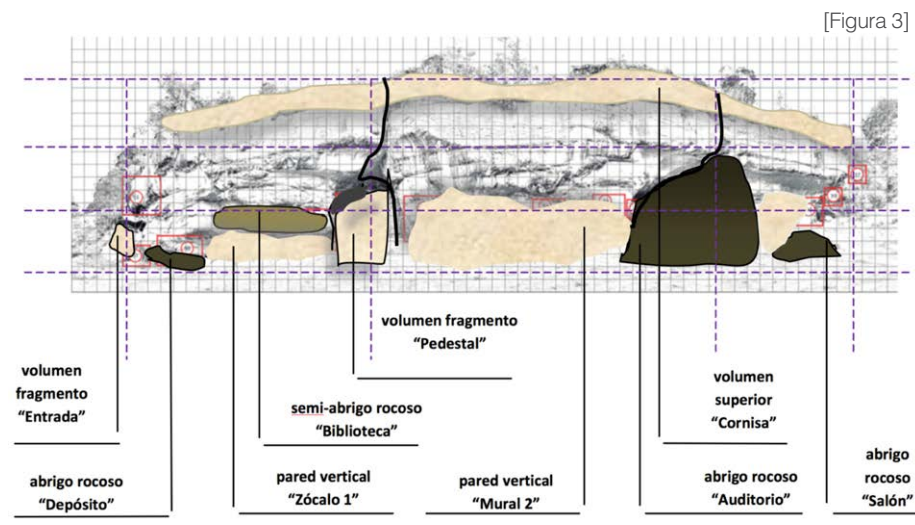 [Figura 3]
volumen fragmento
“Pedestal”
volumen
fragmento
“Entrada”
semi-abrigo rocoso
“Biblioteca”
volumen
superior
“Cornisa”
abrigo rocoso
“Depósito”
pared vertical
“Zócalo 1”
pared vertical
“Mural 2”
abrigo rocoso
“Auditorio”
abrigo
rocoso
“Salón”